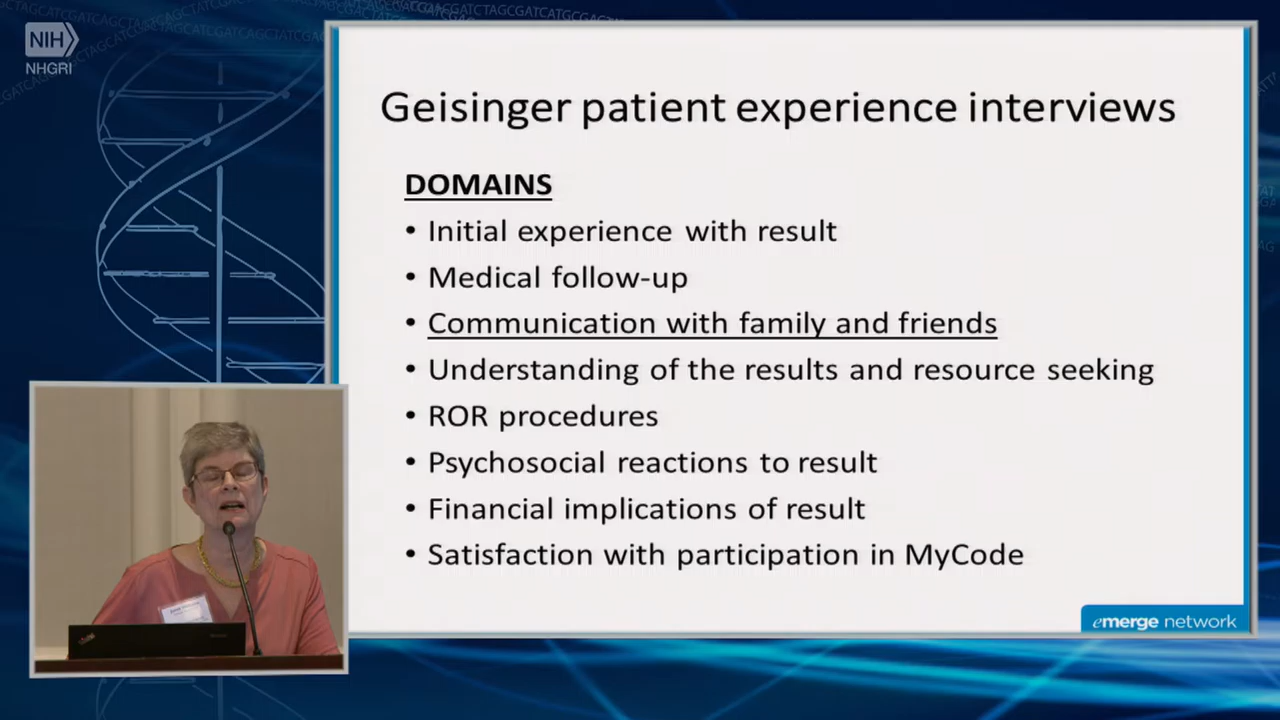 NIH
NHGRI
Geisinger patient experience interviews
DOMAINS
• Initial experience with result
• Medical follow-up
• Communication with family and friends
• Understanding of the results and resource seeking
• ROR procedures
• Psychosocial reactions to result
• Financial implications of result
• Satisfaction with participation in MyCode
emerge network